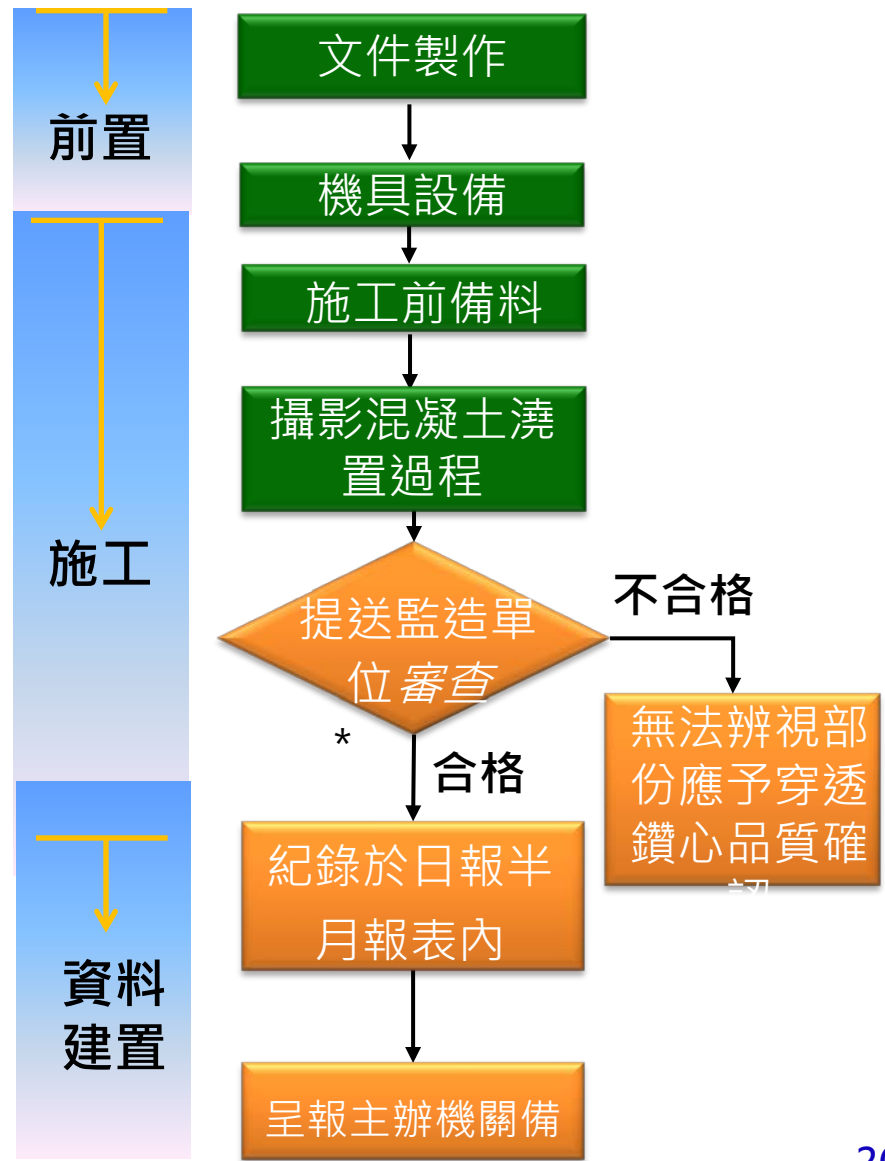 前置
文件製作
機具設備
施工前備料
攝影混凝土澆
置過程
施工
提送監造單
位審查
*
不合格
無法辨視部
份應予穿透
鑽心品質確
合格
紀錄於日報半
月報表內
資料
建置
呈報主辦機關備